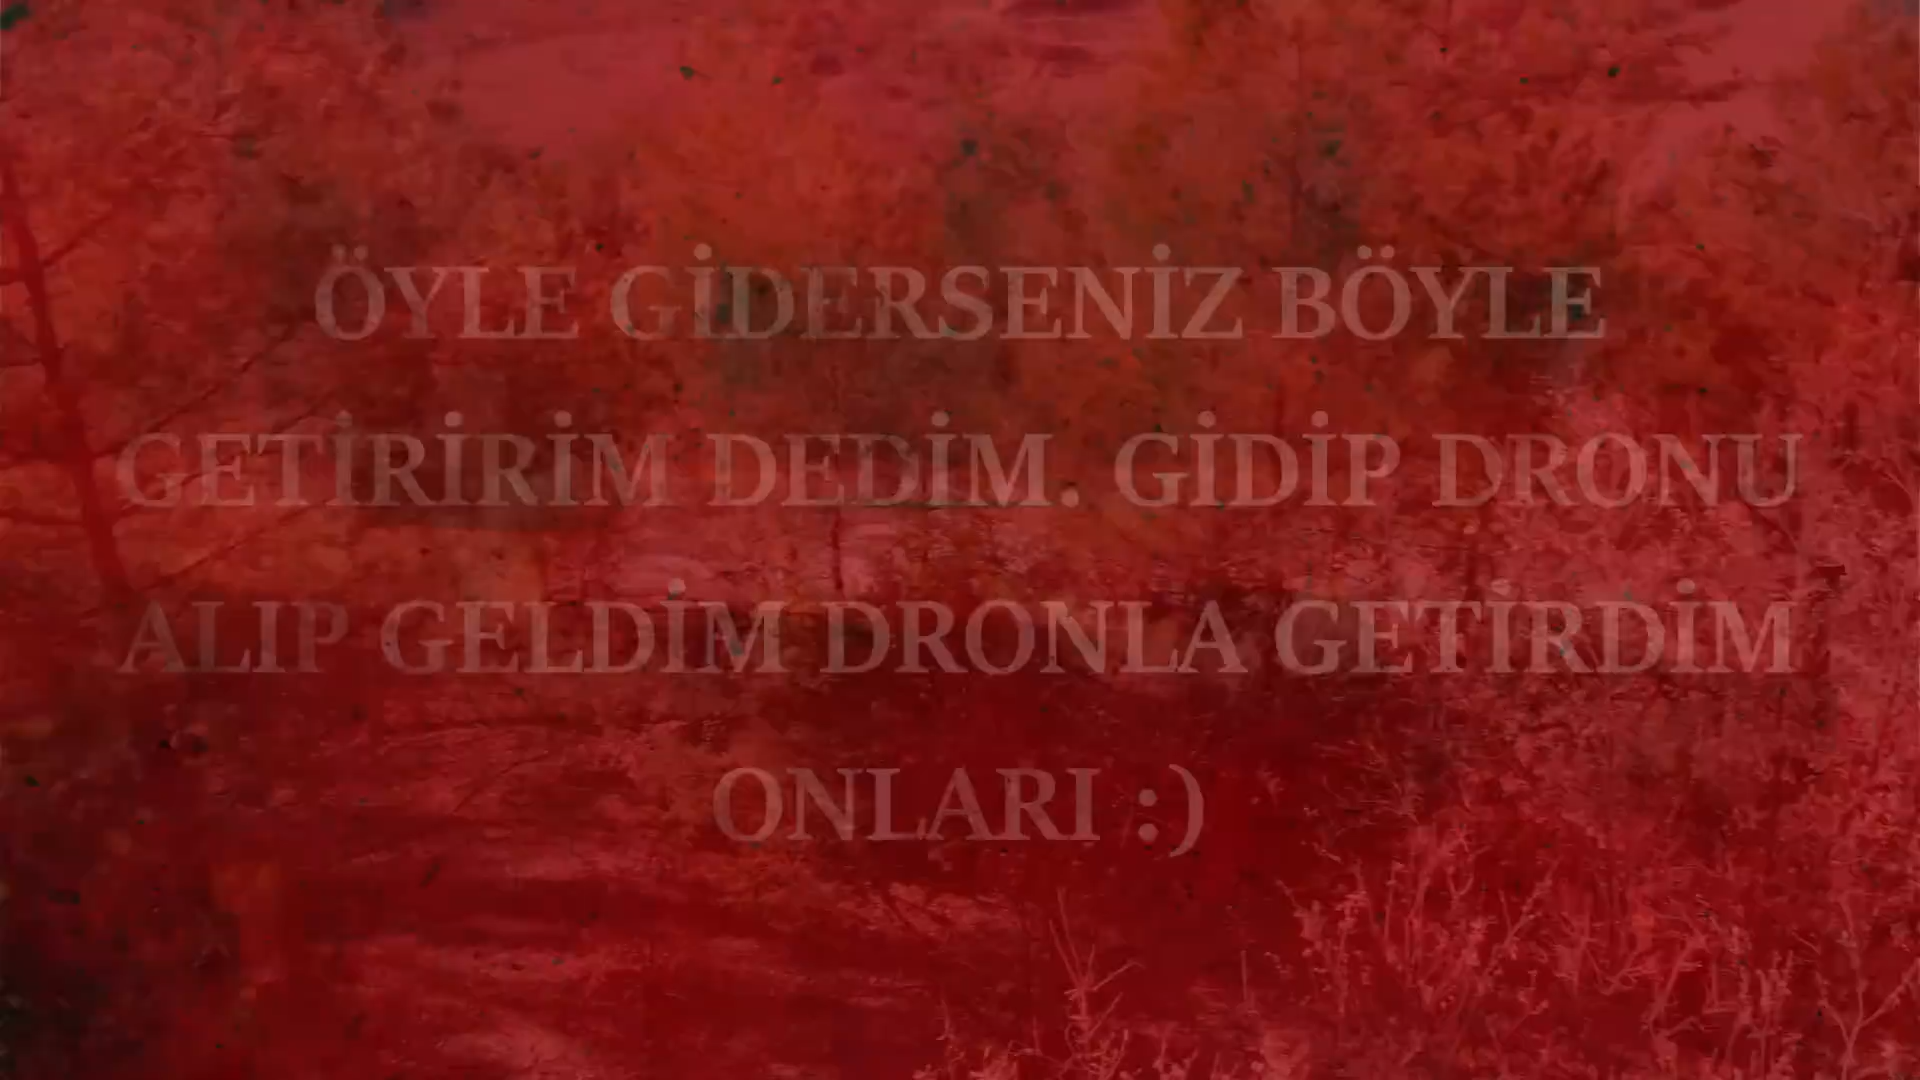 ÖYLE GİDERSENİZ BÖYLE
GETİRİRİM DEDİM. GİDİP DRONU
ALIP GELDİM DRONLA GETİRDİM
ONLARI :)